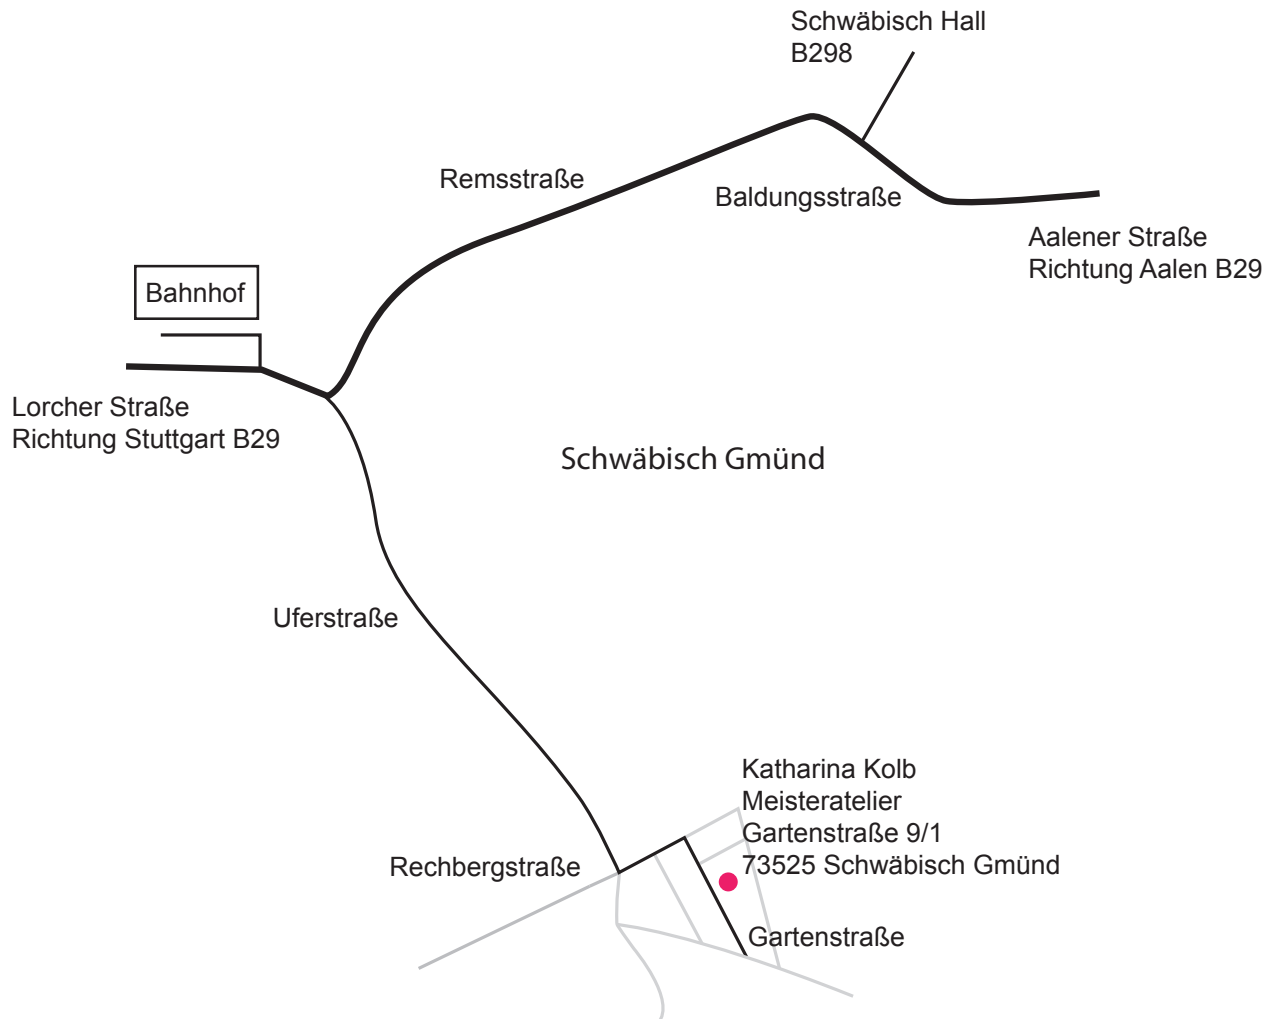 Schwäbisch Hall
B298
Remsstraße
Baldungsstraße
Aalener Straße
Richtung Aalen B29
Bahnhof
Lorcher Straße
Richtung Stuttgart B29
Schwäbisch Gmünd
Uferstraße
Katharina Kolb
Meisteratelier
Gartenstraße 9/1
73525 Schwäbisch Gmünd
Rechbergstraße
Gartenstraße